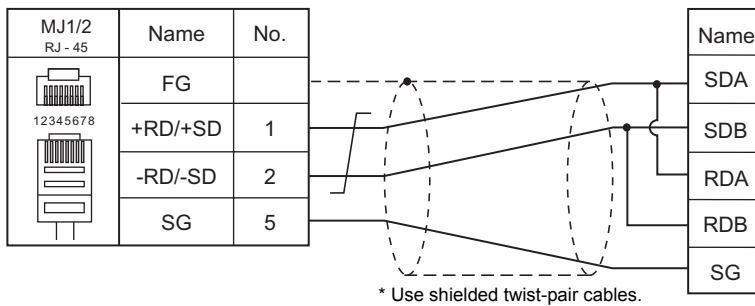 MJ1/2
RJ - 45
Name
No.
Name
FG
SDA
12345678
+RD/+SD
1
SDB
-RD/-SD
2
RDA
SG
5
RDB
SG
* Use shielded twist-pair cables.